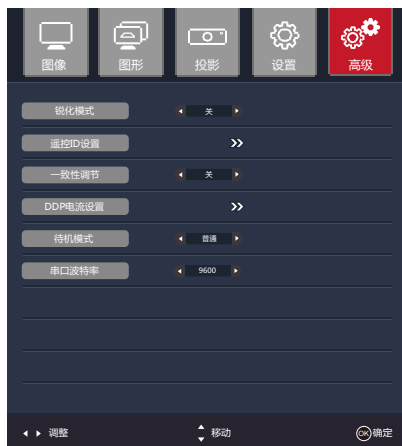 图像 图形 投影 设置 高级
锐化模式 关
遥控ID设置
一致性调节 关
DDP电流设置
待机模式 普通
串口波特率 9600
调整 移动 OK确定